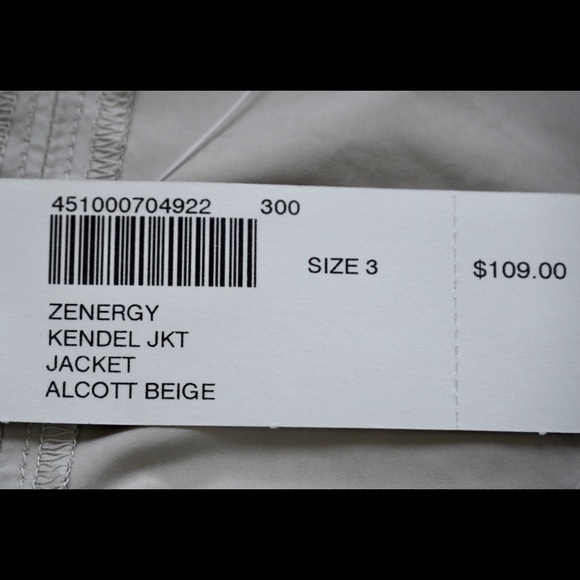 451000704922 300
SIZE 3 $109.00
ZENERGY
KENDEL JKT
JACKET
ALCOTT BEIGE